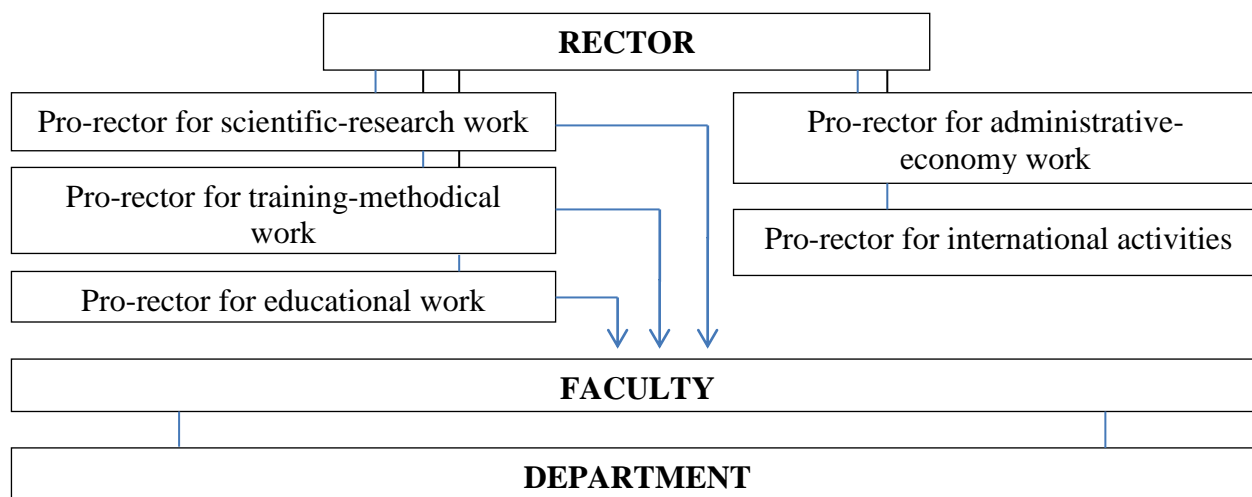 RECTOR
Pro-rector for scientific-research work
Pro-rector for training-methodical
work
Pro-rector for educational work
Pro-rector for administrative-
economy work
Pro-rector for international activities
FACULTY
DEPARTMENT